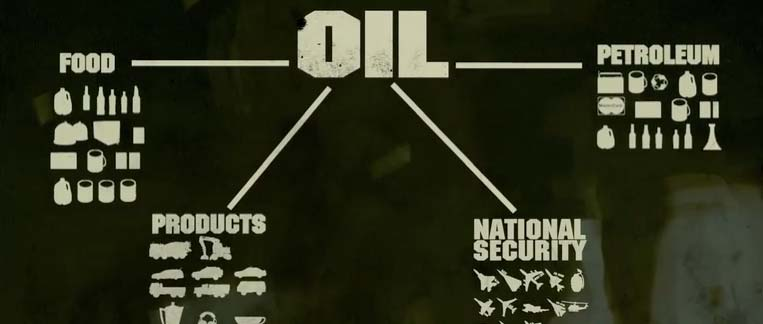 OIL
FOOD
PETROLEUM
PRODUCTS
NATIONAL
SECURITY